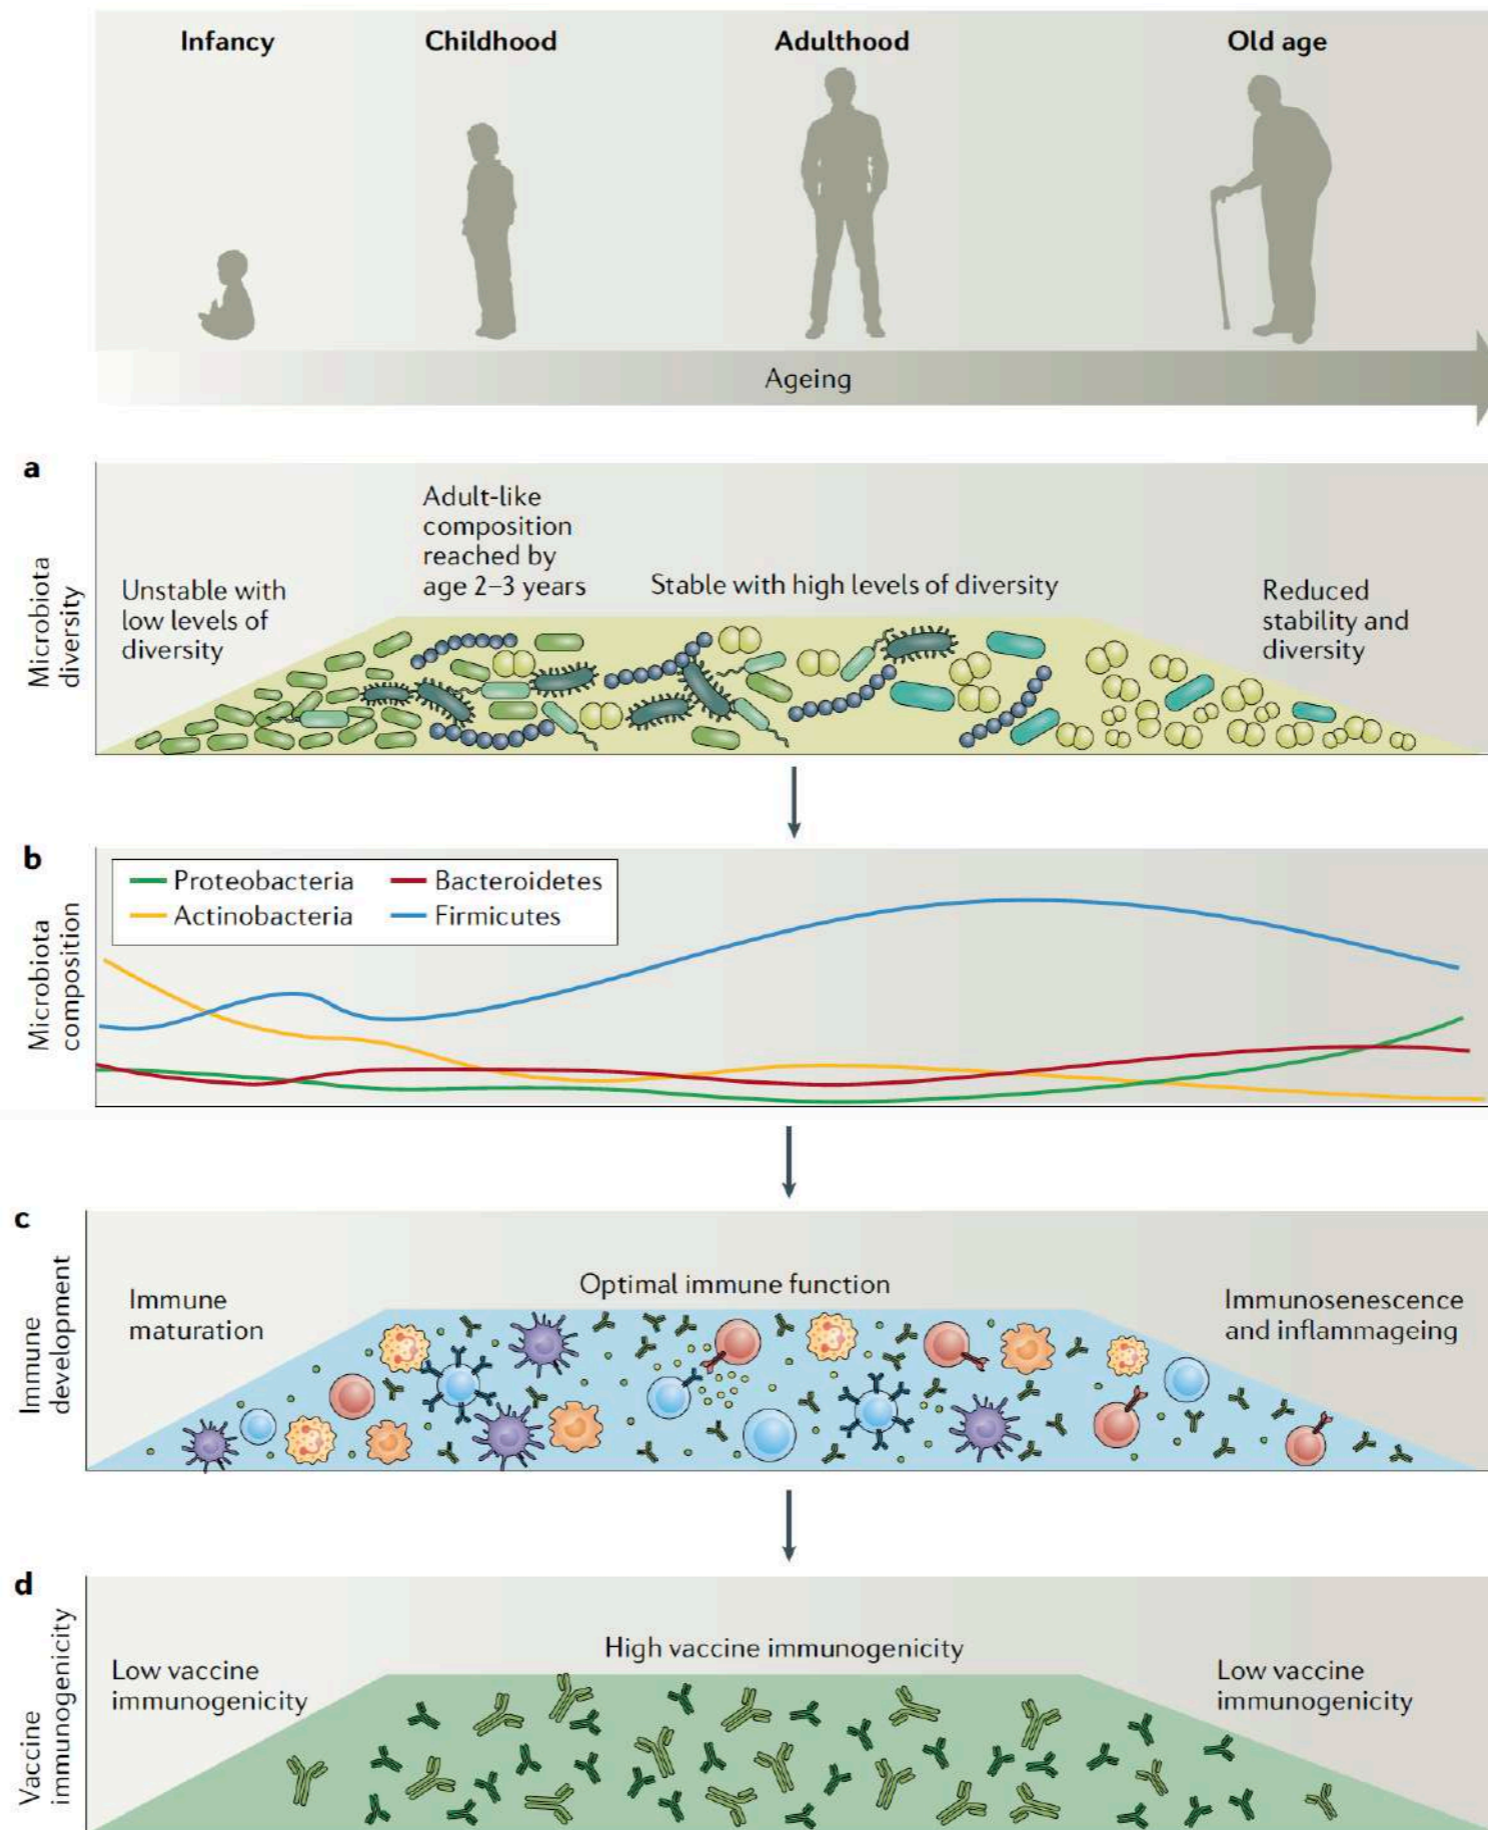 Infancy
Childhood
Adulthood
Old age
Ageing
a
Microbiota
diversity
Unstable with
low levels of
diversity
Adult-like
composition
reached by
age 2–3 years
Stable with high levels of diversity
Reduced
stability and
diversity
b
Microbiota
composition
Proteobacteria
Bacteroidetes
Actinobacteria
Firmicutes
c
Immune
development
Immune
maturation
Optimal immune function
Immunosenescence
and inflammageing
d
Vaccine
immunogenicity
Low vaccine
immunogenicity
High vaccine immunogenicity
Low vaccine
immunogenicity